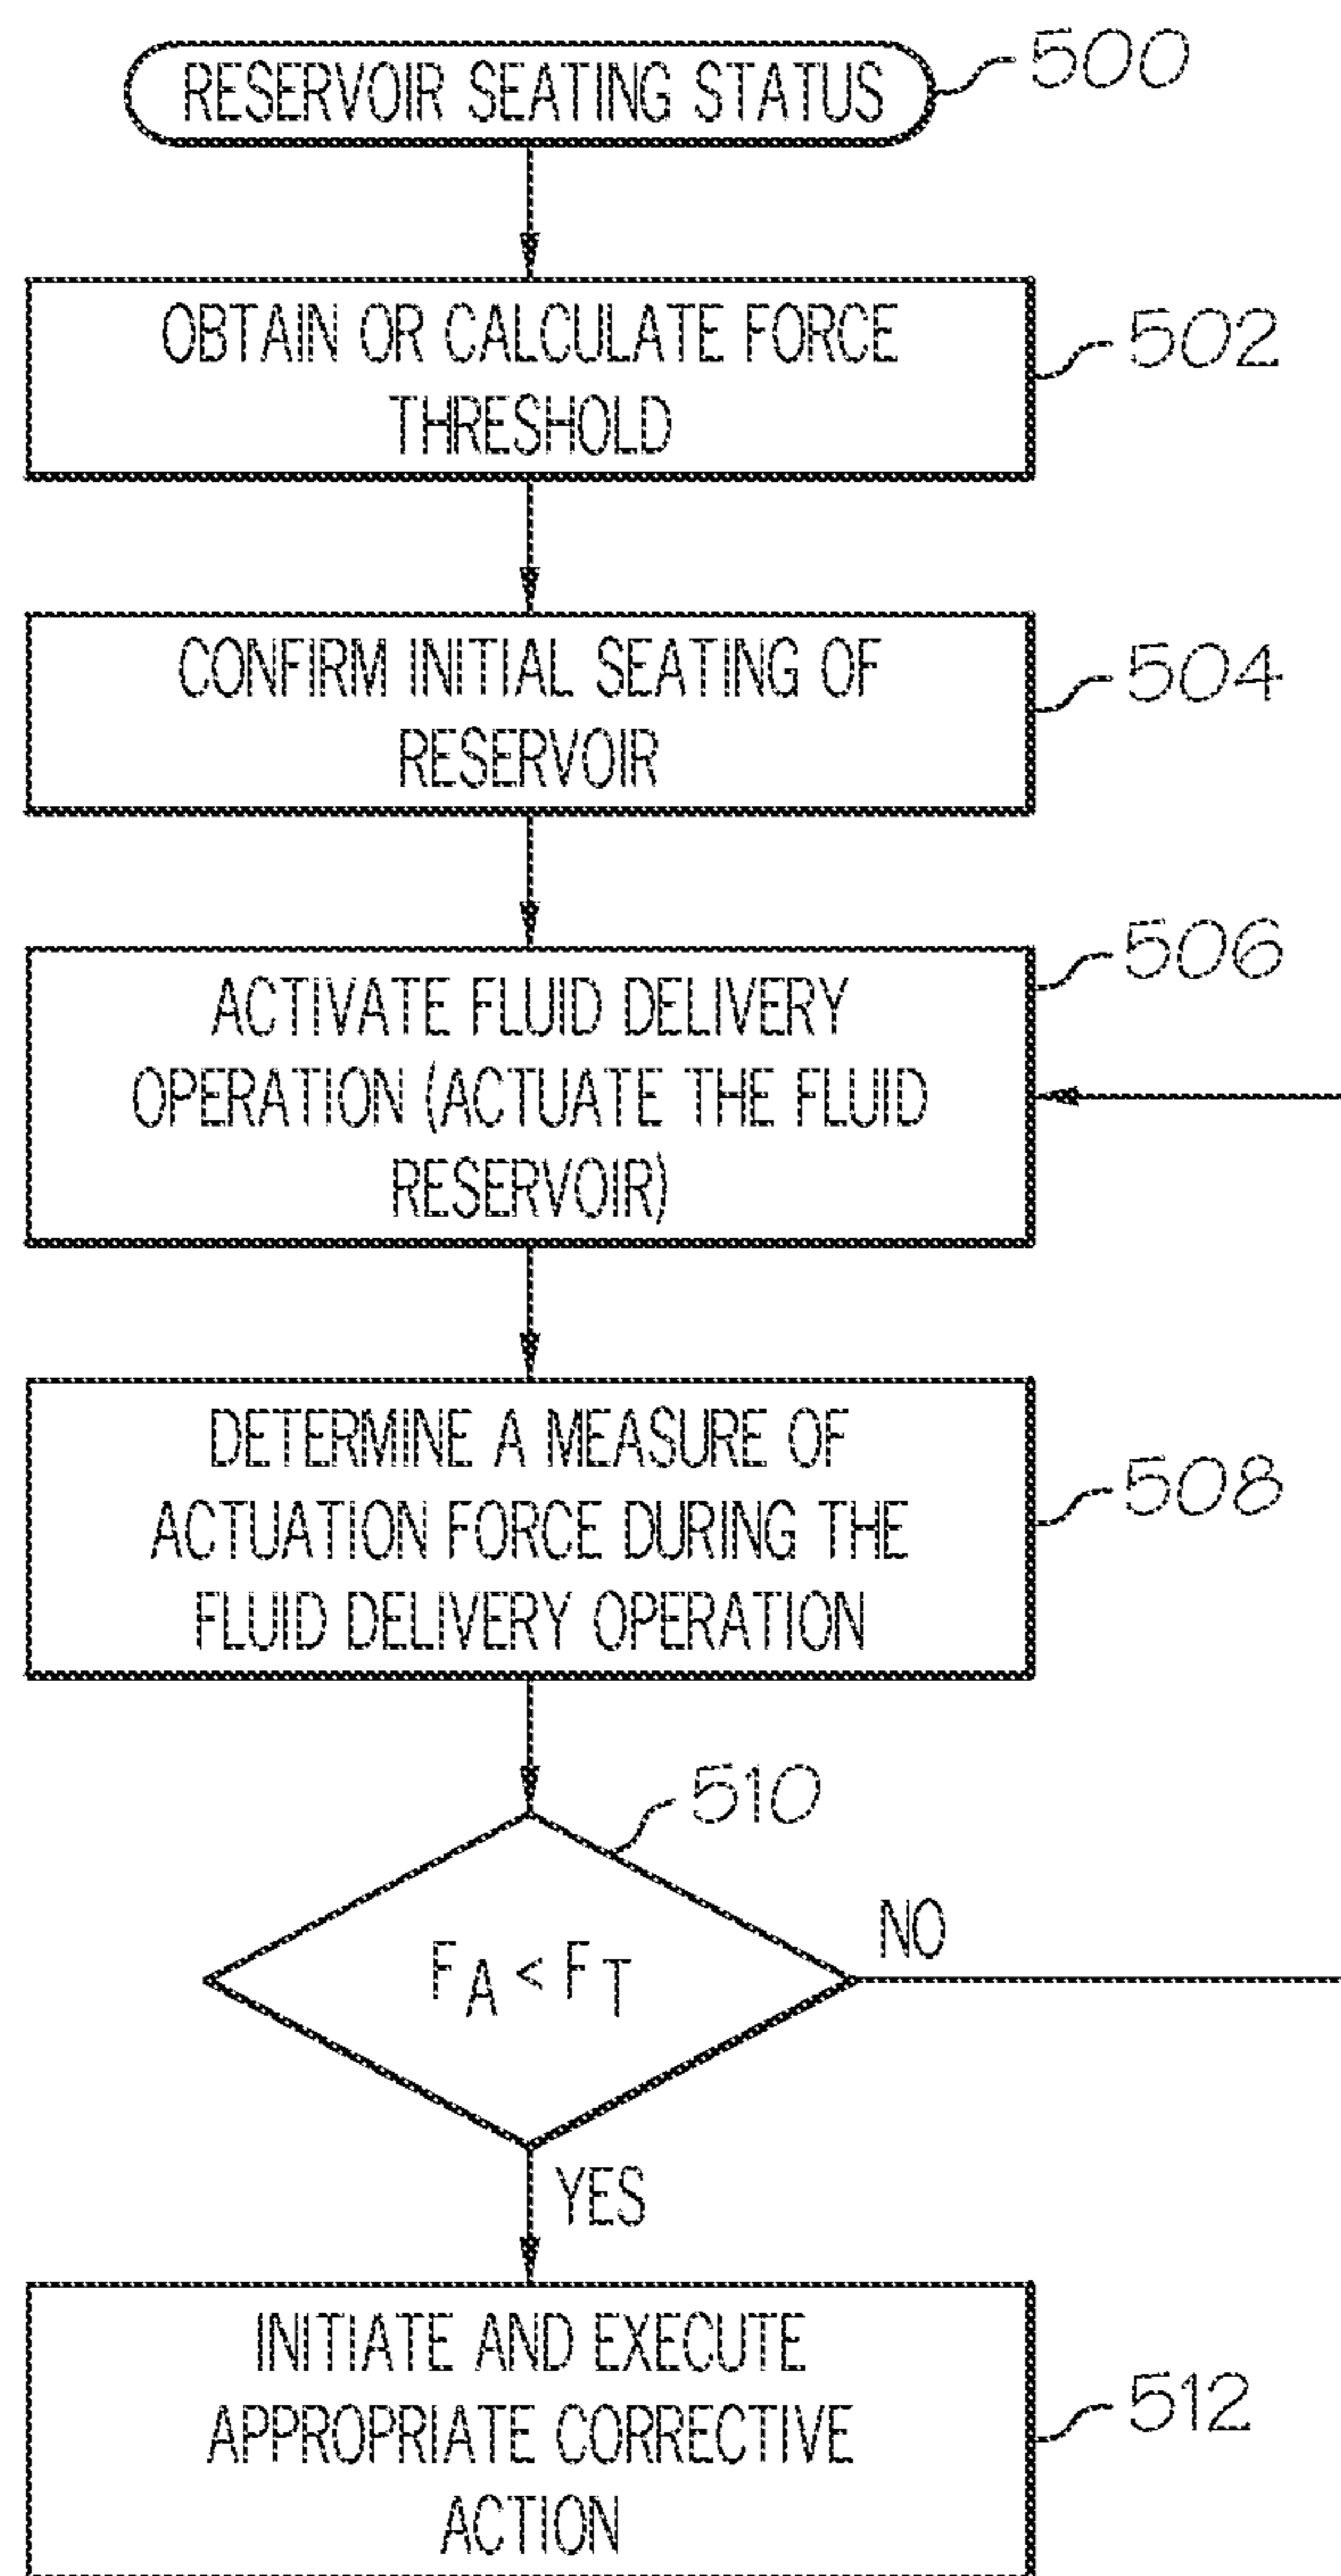 RESERVOIR SEATING STATUS
500
OBTAIN OR CALCULATE FORCE
THRESHOLD
502
CONFIRM INITIAL SEATING OF
RESERVOIR
504
ACTIVATE FLUID DELIVERY
OPERATION (ACTUATE THE FLUID
RESERVOIR)
506
DETERMINE A MEASURE OF
ACTUATION FORCE DURING THE
FLUID DELIVERY OPERATION
508
510
FA < FT
NO
YES
INITIATE AND EXECUTE
APPROPRIATE CORRECTIVE
ACTION
512